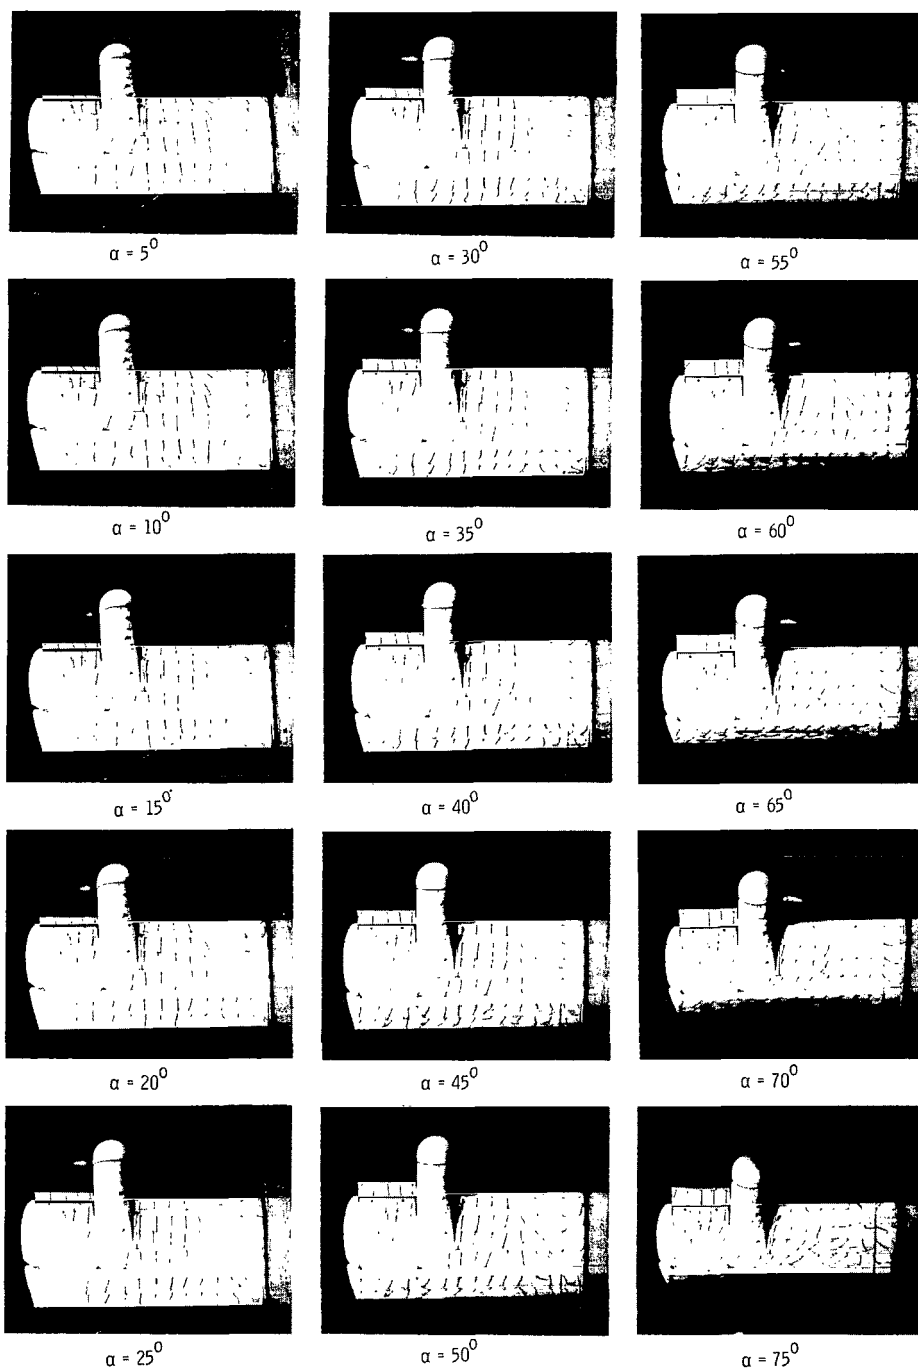 α = 5⁰
α = 30⁰
α = 55⁰
α = 10⁰
α = 35⁰
α = 60⁰
α = 15⁰
α = 40⁰
α = 65⁰
α = 20⁰
α = 45⁰
α = 70⁰
α = 25⁰
α = 50⁰
α = 75⁰